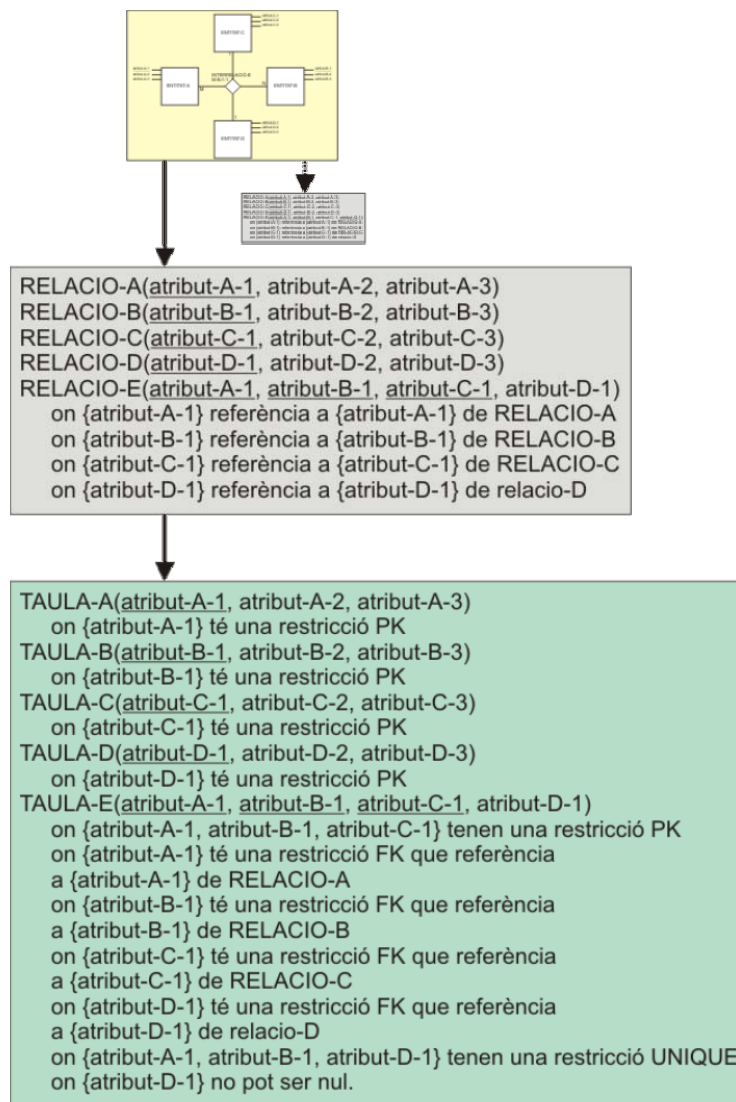 ENTITAT-C
ENTITAT-A
ENTITAT-B
ENTITAT-D
RELACIO-A(atribut-A-1, atribut-A-2, atribut-A-3)
RELACIO-B(atribut-B-1, atribut-B-2, atribut-B-3)
RELACIO-C(atribut-C-1, atribut-C-2, atribut-C-3)
RELACIO-D(atribut-D-1, atribut-D-2, atribut-D-3)
RELACIO-E(atribut-A-1, atribut-B-1, atribut-C-1, atribut-D-1)
on {atribut-A-1} referència a {atribut-A-1} de RELACIO-A
on {atribut-B-1} referència a {atribut-B-1} de RELACIO-B
on {atribut-C-1} referència a {atribut-C-1} de RELACIO-C
on {atribut-D-1} referència a {atribut-D-1} de relacio-D
TAULA-A(atribut-A-1, atribut-A-2, atribut-A-3)
on {atribut-A-1} té una restricció PK
TAULA-B(atribut-B-1, atribut-B-2, atribut-B-3)
on {atribut-B-1} té una restricció PK
TAULA-C(atribut-C-1, atribut-C-2, atribut-C-3)
on {atribut-C-1} té una restricció PK
TAULA-D(atribut-D-1, atribut-D-2, atribut-D-3)
on {atribut-D-1} té una restricció PK
TAULA-E(atribut-A-1, atribut-B-1, atribut-C-1, atribut-D-1)
on {atribut-A-1, atribut-B-1, atribut-C-1} tenen una restricció PK
on {atribut-A-1} té una restricció FK que referència
a {atribut-A-1} de RELACIO-A
on {atribut-B-1} té una restricció FK que referència
a {atribut-B-1} de RELACIO-B
on {atribut-C-1} té una restricció FK que referència
a {atribut-C-1} de RELACIO-C
on {atribut-D-1} té una restricció FK que referència
a {atribut-D-1} de relacio-D
on {atribut-A-1, atribut-B-1, atribut-D-1} tenen una restricció UNIQUE
on {atribut-D-1} no pot ser nul.